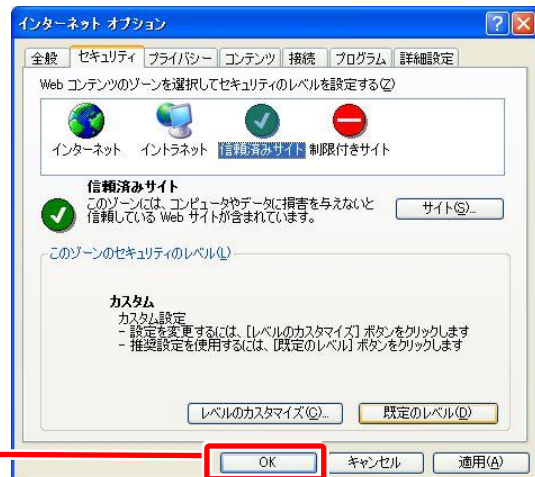 インターネット オプション
全般 セキュリティ プライバシー コンテンツ 接続 プログラム 詳細設定
Web コンテンツのゾーンを選択してセキュリティのレベルを設定する(Z)
インターネット イントラネット 信頼済みサイト 制限付きサイト
信頼済みサイト
このゾーンには、コンピュータやデータに損害を与えないと
信頼している Web サイトが含まれています。
サイト(S)...
このゾーンのセキュリティのレベル(L)
カスタム
カスタム設定
- 設定を変更するには、[レベルのカスタマイズ] ボタンをクリックします
- 推奨設定を使用するには、[既定のレベル] ボタンをクリックします
レベルのカスタマイズ(C)... 既定のレベル(D)
OK キャンセル 適用(A)